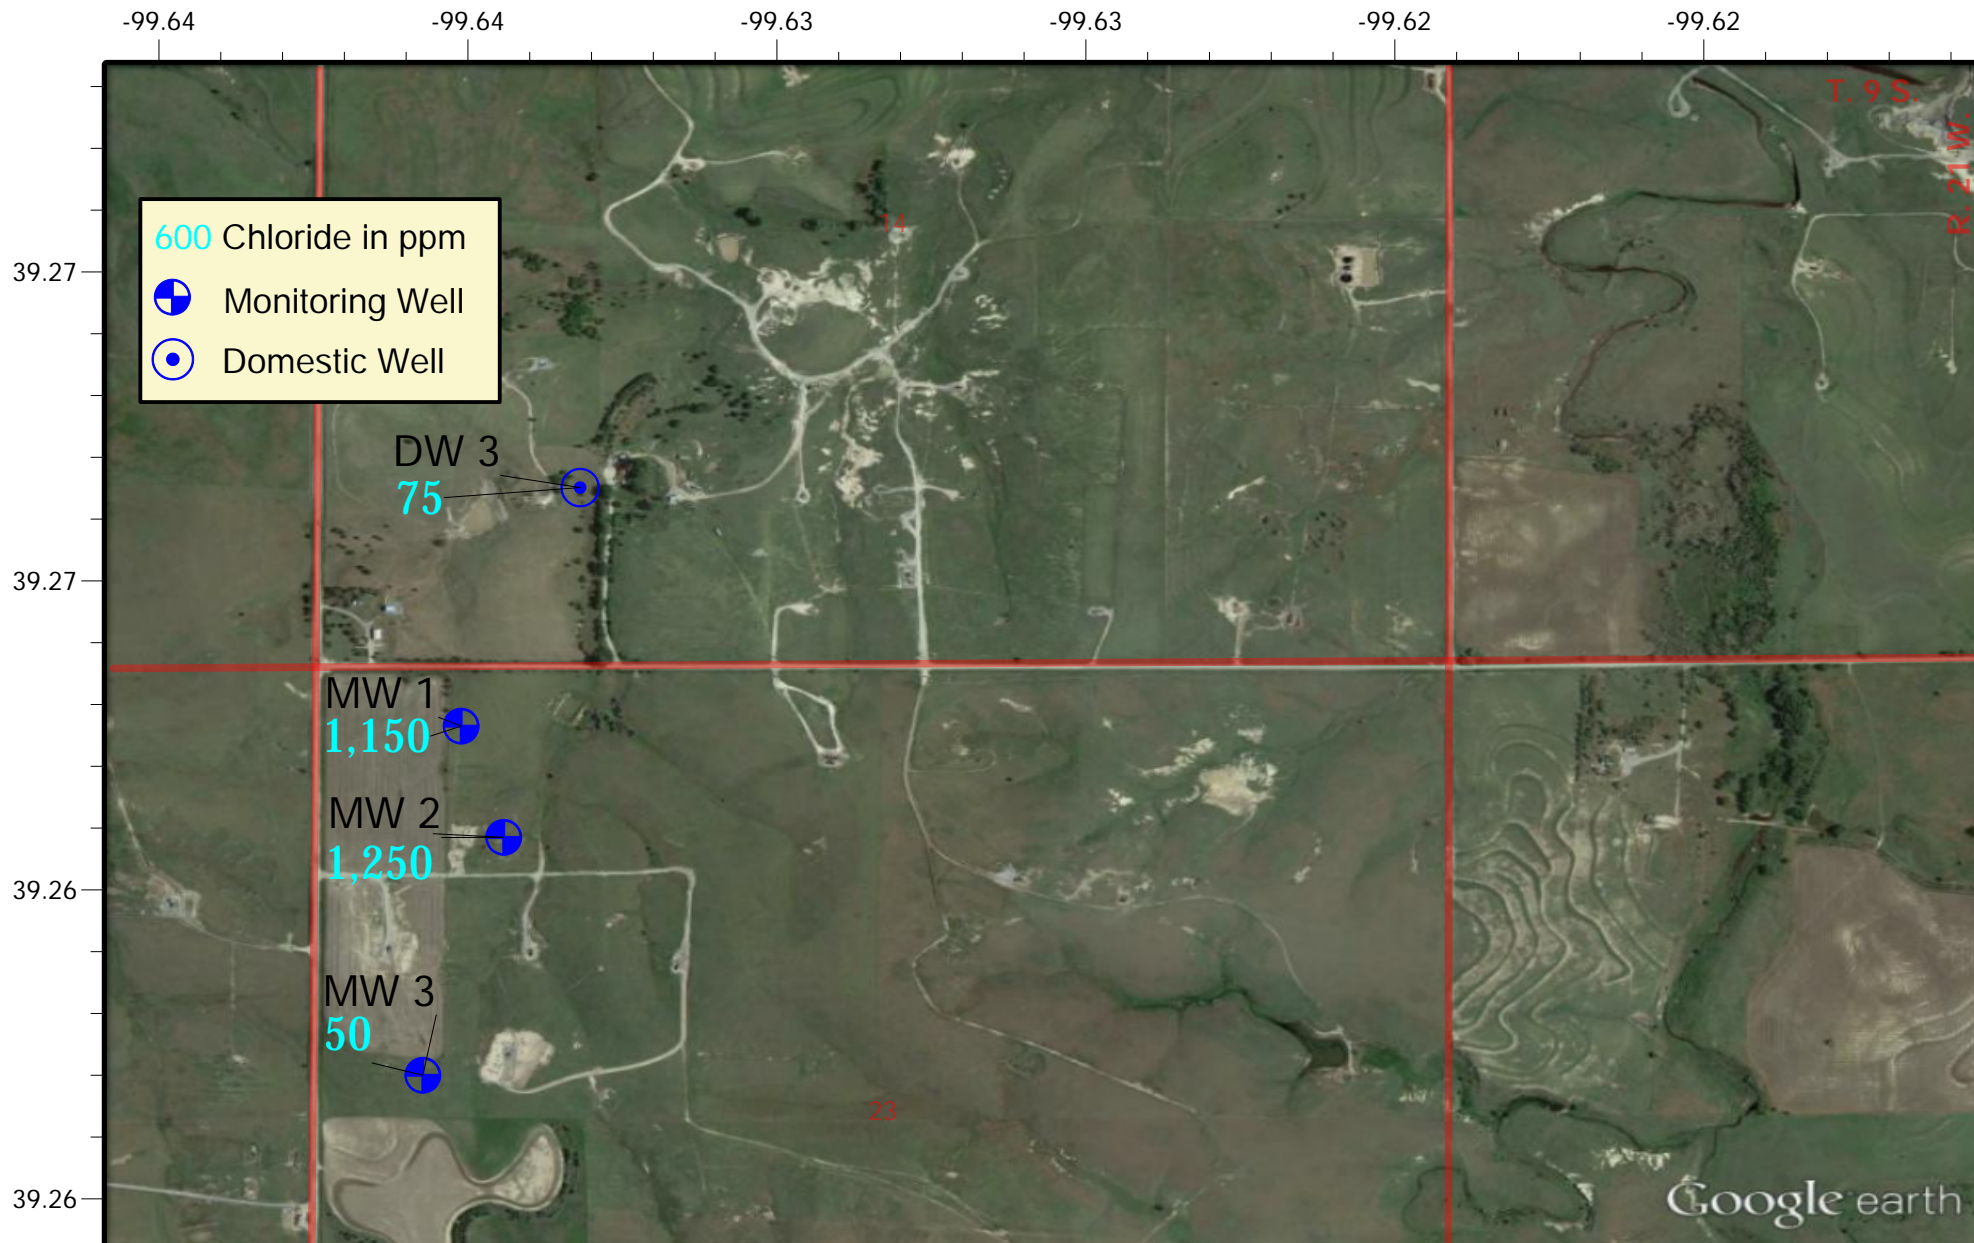 -99.64 -99.64 -99.63 -99.63 -99.62 -99.62
T. 9 S.
R. 21 W.
14
600 Chloride in ppm
Monitoring Well
Domestic Well
39.27
DW 3
75
39.27
MW 1
1,150
MW 2
1,250
39.26
MW 3
50
23
39.26
Google earth